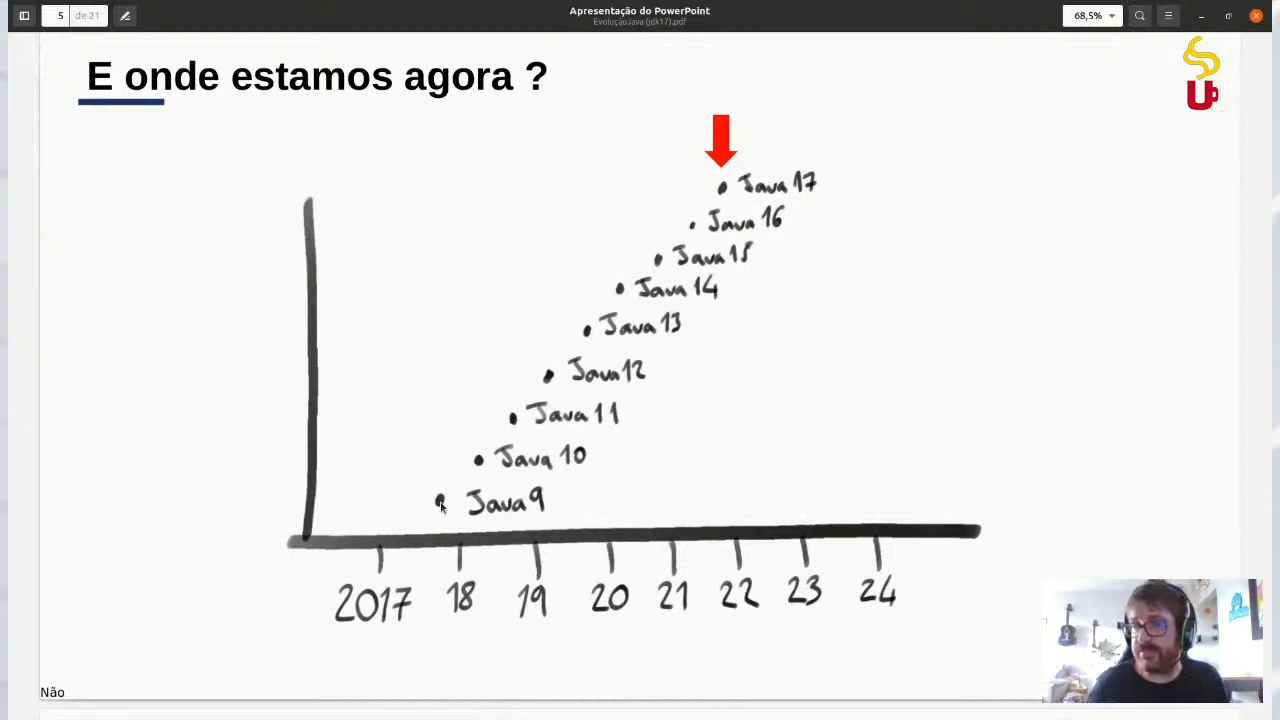 5 de 21
Apresentação do PowerPoint
EvoluçãoJava (jdk17).pdf
68,5%
E onde estamos agora ?
Java 17
Java 16
Java 15
Java 14
Java 13
Java 12
Java 11
Java 10
Java 9
2017 18 19 20 21 22 23 24
Não